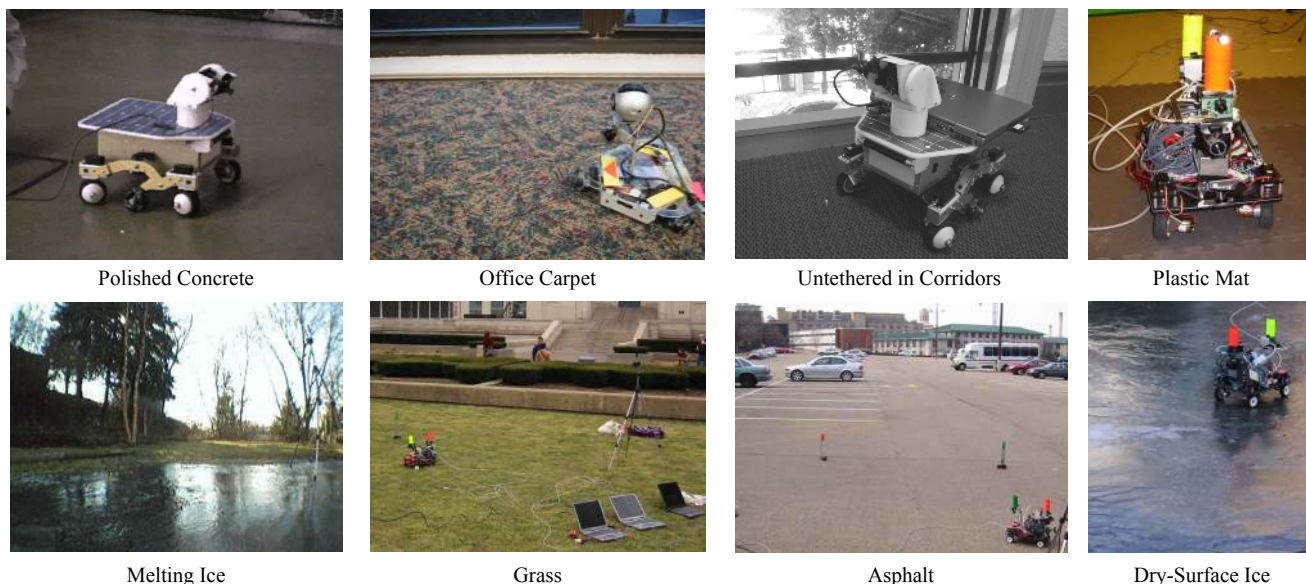 Polished Concrete
Office Carpet
Untethered in Corridors
Plastic Mat
Melting Ice
Grass
Asphalt
Dry-Surface Ice